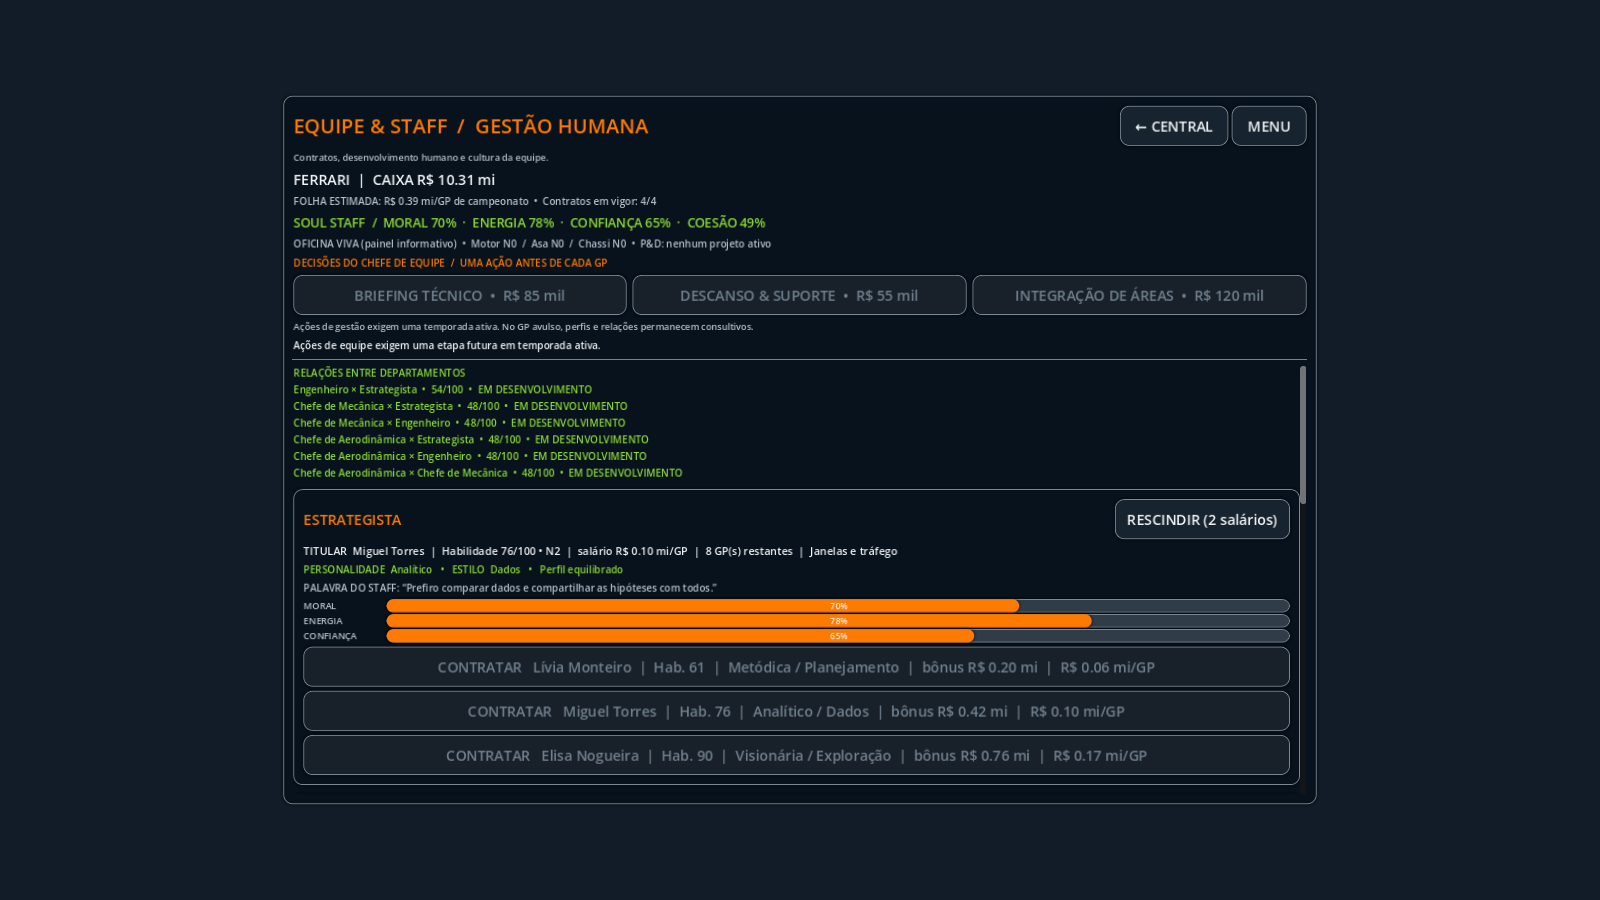 EQUIPE & STAFF / GESTÃO HUMANA
← CENTRAL
MENU
Contratos, desenvolvimento humano e cultura da equipe.
FERRARI | CAIXA R$ 10.31 mi
FOLHA ESTIMADA: R$ 0.39 mi/GP de campeonato • Contratos em vigor: 4/4
SOUL STAFF / MORAL 70% · ENERGIA 78% · CONFIANÇA 65% · COESÃO 49%
OFICINA VIVA (painel informativo) • Motor N0 / Asa N0 / Chassi N0 • P&D: nenhum projeto ativo
DECISÕES DO CHEFE DE EQUIPE / UMA AÇÃO ANTES DE CADA GP
BRIEFING TÉCNICO • R$ 85 mil
DESCANSO & SUPORTE • R$ 55 mil
INTEGRAÇÃO DE ÁREAS • R$ 120 mil
Ações de gestão exigem uma temporada ativa. No GP avulso, perfis e relações permanecem consultivos.
Ações de equipe exigem uma etapa futura em temporada ativa.
RELAÇÕES ENTRE DEPARTAMENTOS
Engenheiro × Estrategista • 54/100 • EM DESENVOLVIMENTO
Chefe de Mecânica × Estrategista • 48/100 • EM DESENVOLVIMENTO
Chefe de Mecânica × Engenheiro • 48/100 • EM DESENVOLVIMENTO
Chefe de Aerodinâmica × Estrategista • 48/100 • EM DESENVOLVIMENTO
Chefe de Aerodinâmica × Engenheiro • 48/100 • EM DESENVOLVIMENTO
Chefe de Aerodinâmica × Chefe de Mecânica • 48/100 • EM DESENVOLVIMENTO
ESTRATEGISTA
RESCINDIR (2 salários)
TITULAR Miguel Torres | Habilidade 76/100 • N2 | salário R$ 0.10 mi/GP | 8 GP(s) restantes | Janelas e tráfego
PERSONALIDADE Analítico • ESTILO Dados • Perfil equilibrado
PALAVRA DO STAFF: "Prefiro comparar dados e compartilhar as hipóteses com todos."
MORAL 70%
ENERGIA 78%
CONFIANÇA 65%
CONTRATAR Lívia Monteiro | Hab. 61 | Metódica / Planejamento | bônus R$ 0.20 mi | R$ 0.06 mi/GP
CONTRATAR Miguel Torres | Hab. 76 | Analítico / Dados | bônus R$ 0.42 mi | R$ 0.10 mi/GP
CONTRATAR Elisa Nogueira | Hab. 90 | Visionária / Exploração | bônus R$ 0.76 mi | R$ 0.17 mi/GP